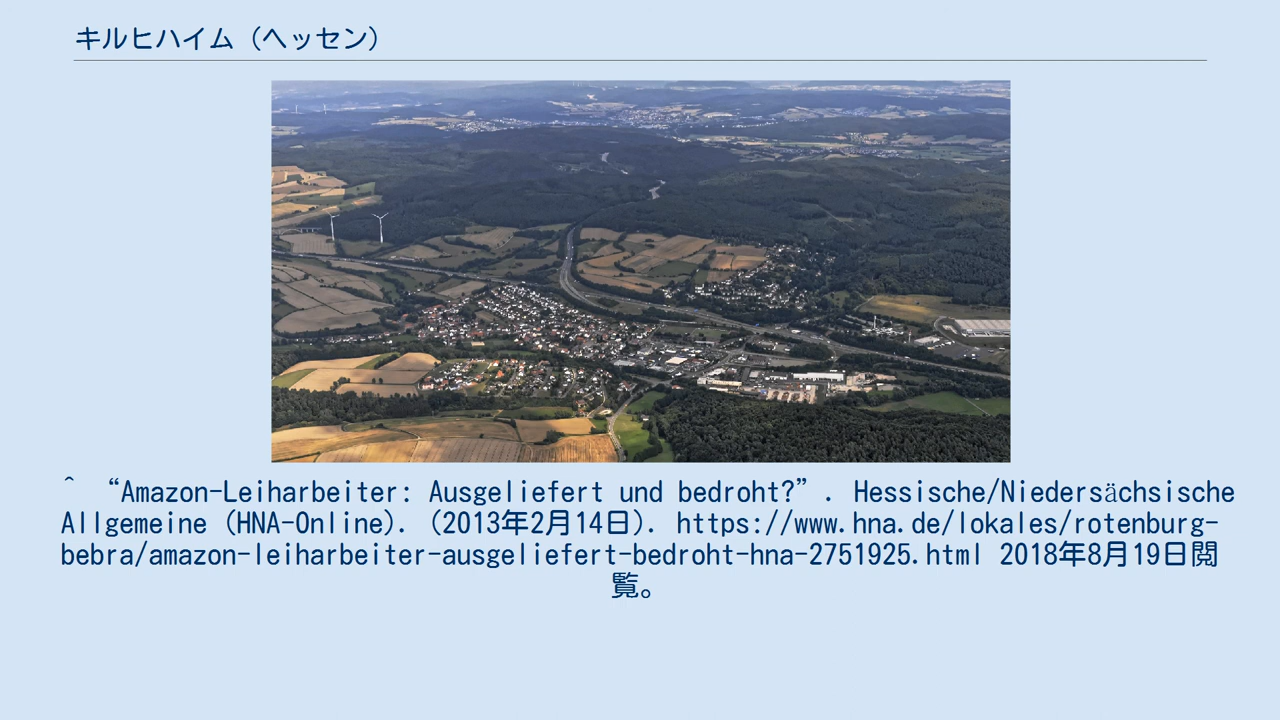 キルヒハイム (ヘッセン)
^ “Amazon-Leiharbeiter: Ausgeliefert und bedroht?”. Hessische/Niedersächsische
Allgemeine (HNA-Online). (2013年2月14日). https://www.hna.de/lokales/rotenburg-
bebra/amazon-leiharbeiter-ausgeliefert-bedroht-hna-2751925.html 2018年8月19日閲
覧。